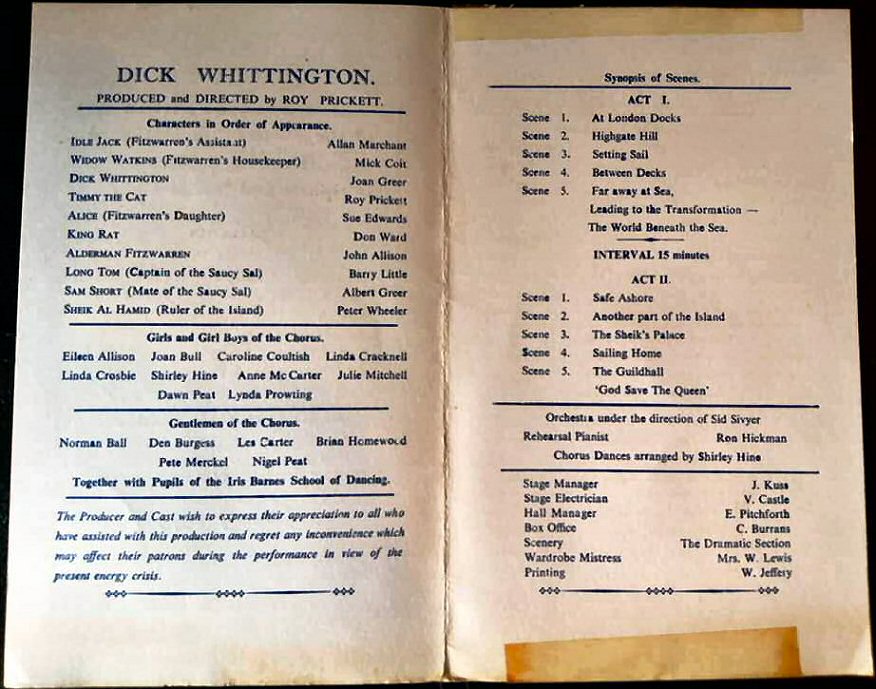 DICK WHITTINGTON.
PRODUCED and DIRECTED by ROY PRICKETT.
Characters in Order of Appearance.
IDLE JACK (Fitzwarren's Assistant) Allan Marchant
WIDOW WATKINS (Fitzwarren's Housekeeper) Mick Coit
DICK WHITTINGTON Joan Greer
TIMMY THE CAT Roy Prickett
ALICE (Fitzwarren's Daughter) Sue Edwards
KING RAT Don Ward
ALDERMAN FITZWARREN John Allison
LONG TOM (Captain of the Saucy Sal) Barry Little
SAM SHORT (Mate of the Saucy Sal) Albert Greer
SHEIK AL HAMID (Ruler of the Island) Peter Wheeler
Girls and Girl Boys of the Chorus.
Eileen Allison Joan Bull Caroline Coultish Linda Cracknell
Linda Crosbie Shirley Hine Anne McCarter Julie Mitchell
Dawn Peat Lynda Prowting
Gentlemen of the Chorus.
Norman Ball Den Burgess Les Carter Brian Homewood
Pete Merckel Nigel Peat
Together with Pupils of the Iris Barnes School of Dancing.
The Producer and Cast wish to express their appreciation to all who
have assisted with this production and regret any inconvenience which
may affect their patrons during the performance in view of the
present energy crisis.
Synopsis of Scenes.
ACT I.
Scene 1. At London Docks
Scene 2. Highgate Hill
Scene 3. Setting Sail
Scene 4. Between Decks
Scene 5. Far away at Sea,
Leading to the Transformation —
The World Beneath the Sea.
INTERVAL 15 minutes
ACT II.
Scene 1. Safe Ashore
Scene 2. Another part of the Island
Scene 3. The Sheik's Palace
Scene 4. Sailing Home
Scene 5. The Guildhall
'God Save The Queen'
Orchestra under the direction of Sid Sivyer
Rehearsal Pianist Ron Hickman
Chorus Dances arranged by Shirley Hine
Stage Manager J. Kuss
Stage Electrician V. Castle
Hall Manager E. Pitchforth
Box Office C. Burrans
Scenery The Dramatic Section
Wardrobe Mistress Mrs. W. Lewis
Printing W. Jeffery